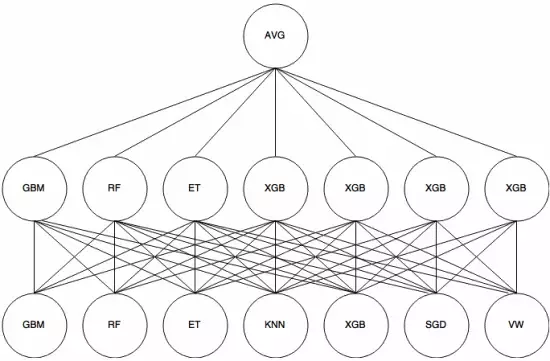 AVG
GBM RF ET XGB XGB XGB XGB
GBM RF ET KNN XGB SGD VW